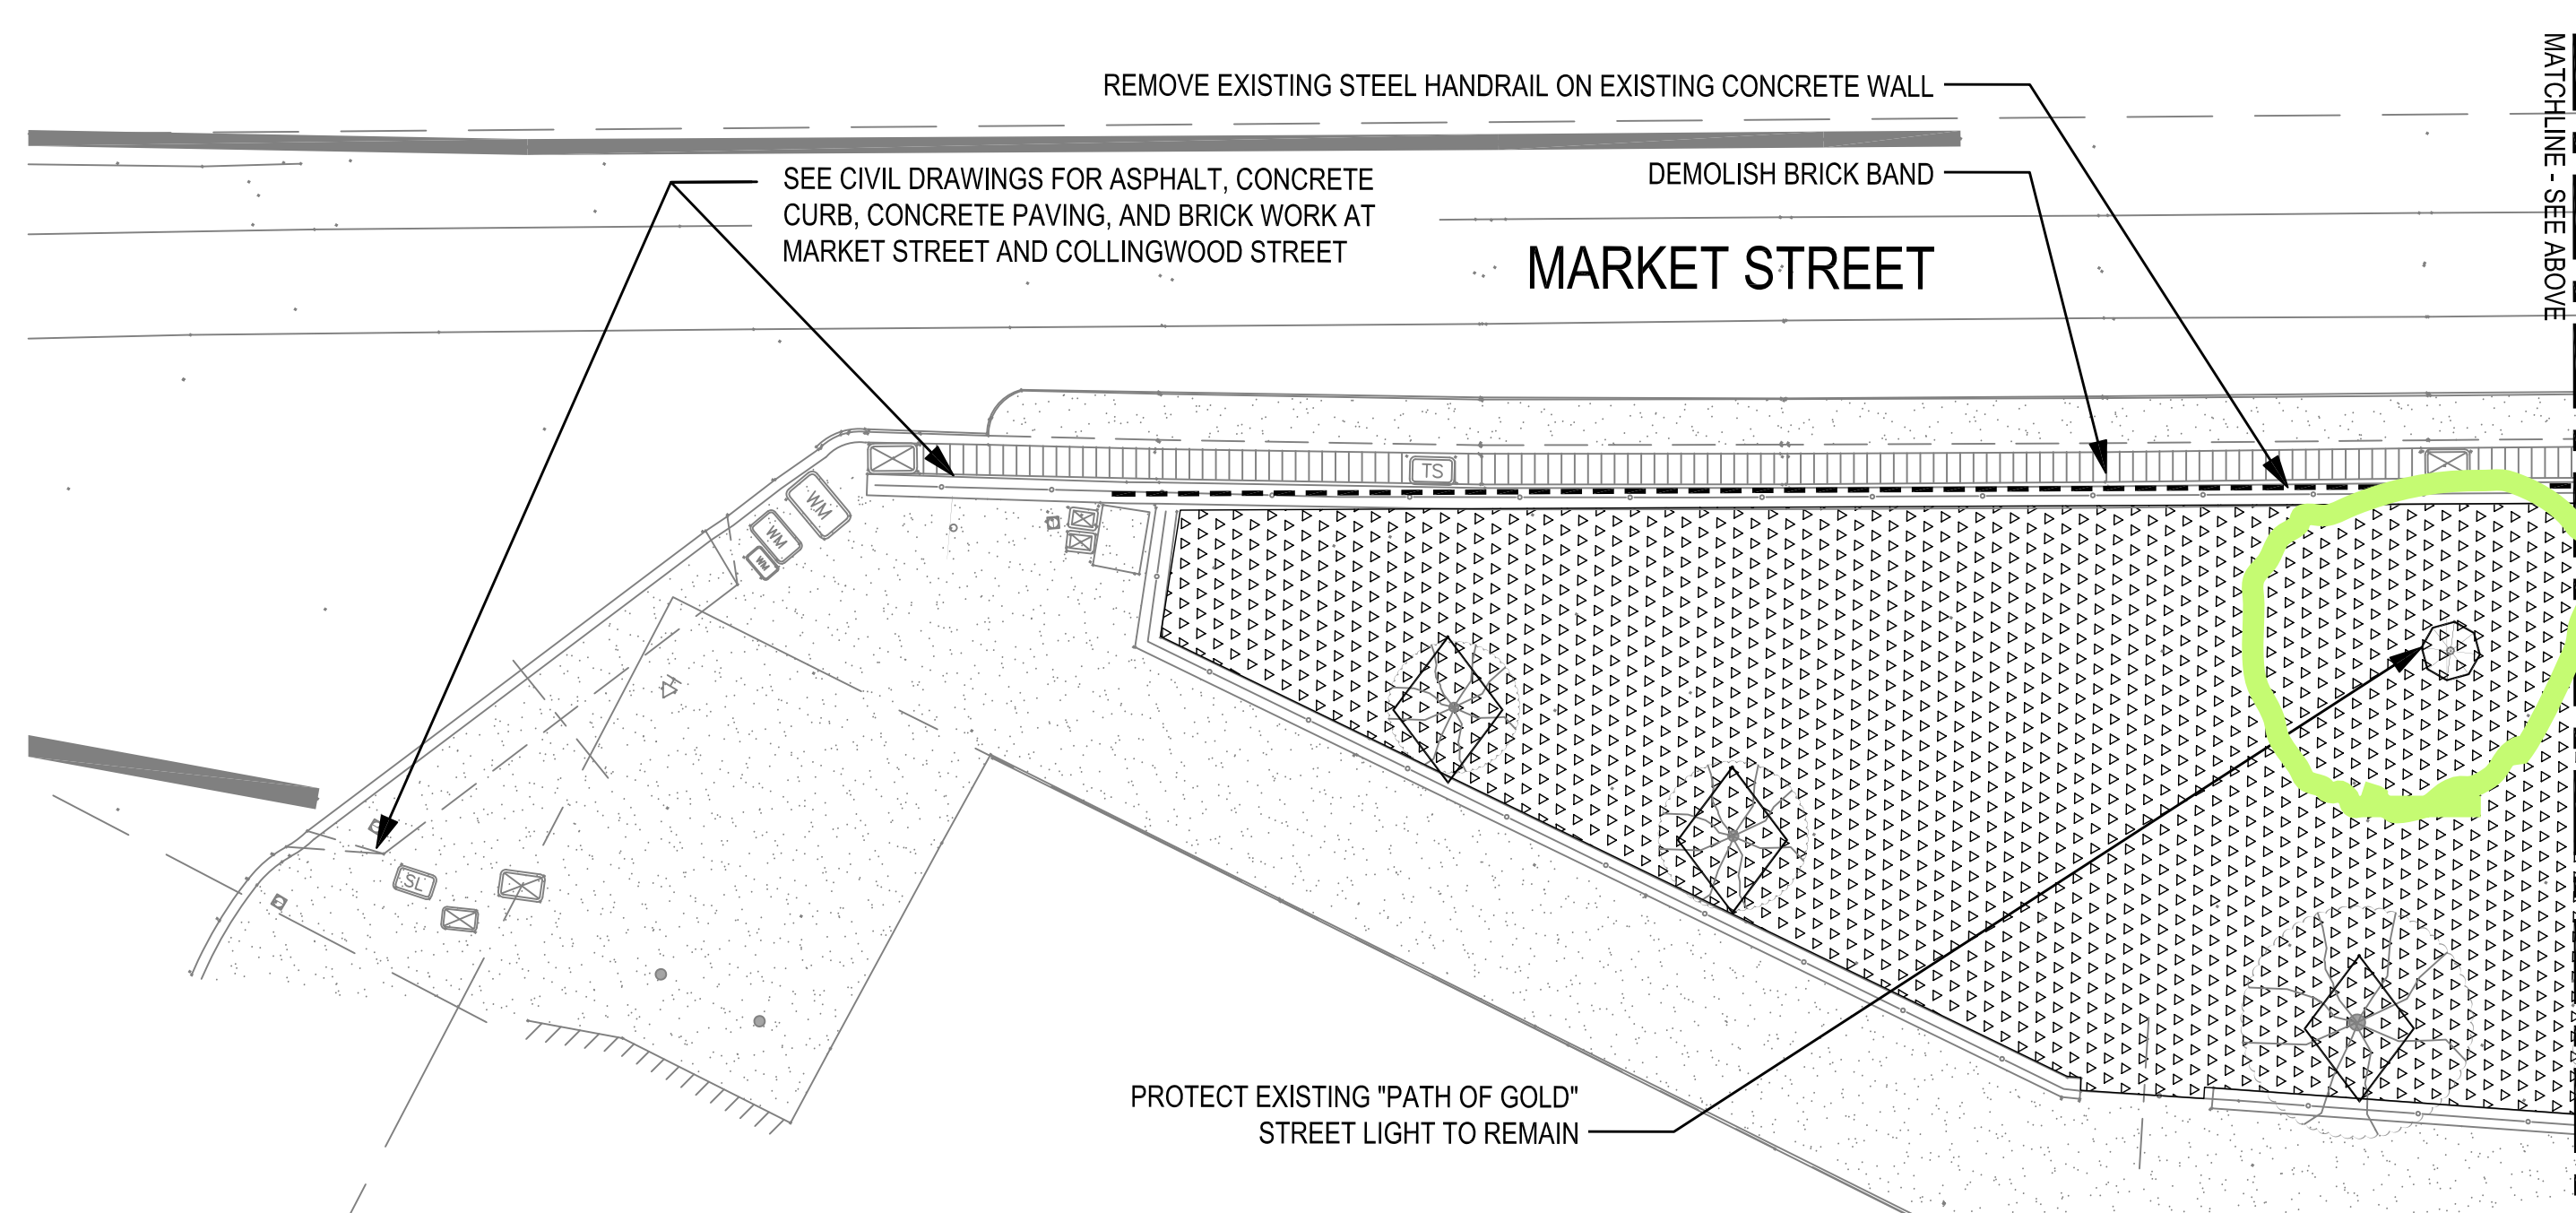 REMOVE EXISTING STEEL HANDRAIL ON EXISTING CONCRETE WALL
DEMOLISH BRICK BAND
SEE CIVIL DRAWINGS FOR ASPHALT, CONCRETE
CURB, CONCRETE PAVING, AND BRICK WORK AT
MARKET STREET AND COLLINGWOOD STREET
MARKET STREET
MATCHLINE - SEE ABOVE
TS
WM
WM
WM
SL
PROTECT EXISTING "PATH OF GOLD"
STREET LIGHT TO REMAIN